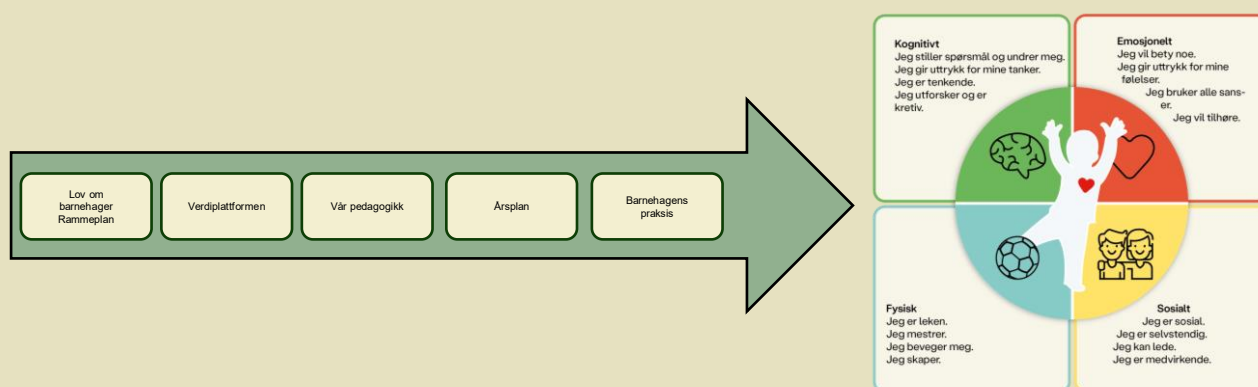 Lov om
barnehager
Rammeplan
Verdiplattformen
Vår pedagogikk
Årsplan
Barnehagens
praksis
Kognitivt
Jeg stiller spørsmål og undrer meg.
Jeg gir uttrykk for mine tanker.
Jeg er tenkende.
Jeg utforsker og er
kretiv.
Emosjonelt
Jeg vil bety noe.
Jeg gir uttrykk for mine
følelser.
Jeg bruker alle sans-
er.
Jeg vil tilhøre.
Fysisk
Jeg er leken.
Jeg mestrer.
Jeg beveger meg.
Jeg skaper.
Sosialt
Jeg er sosial.
Jeg er selvstendig.
Jeg kan lede.
Jeg er medvirkende.